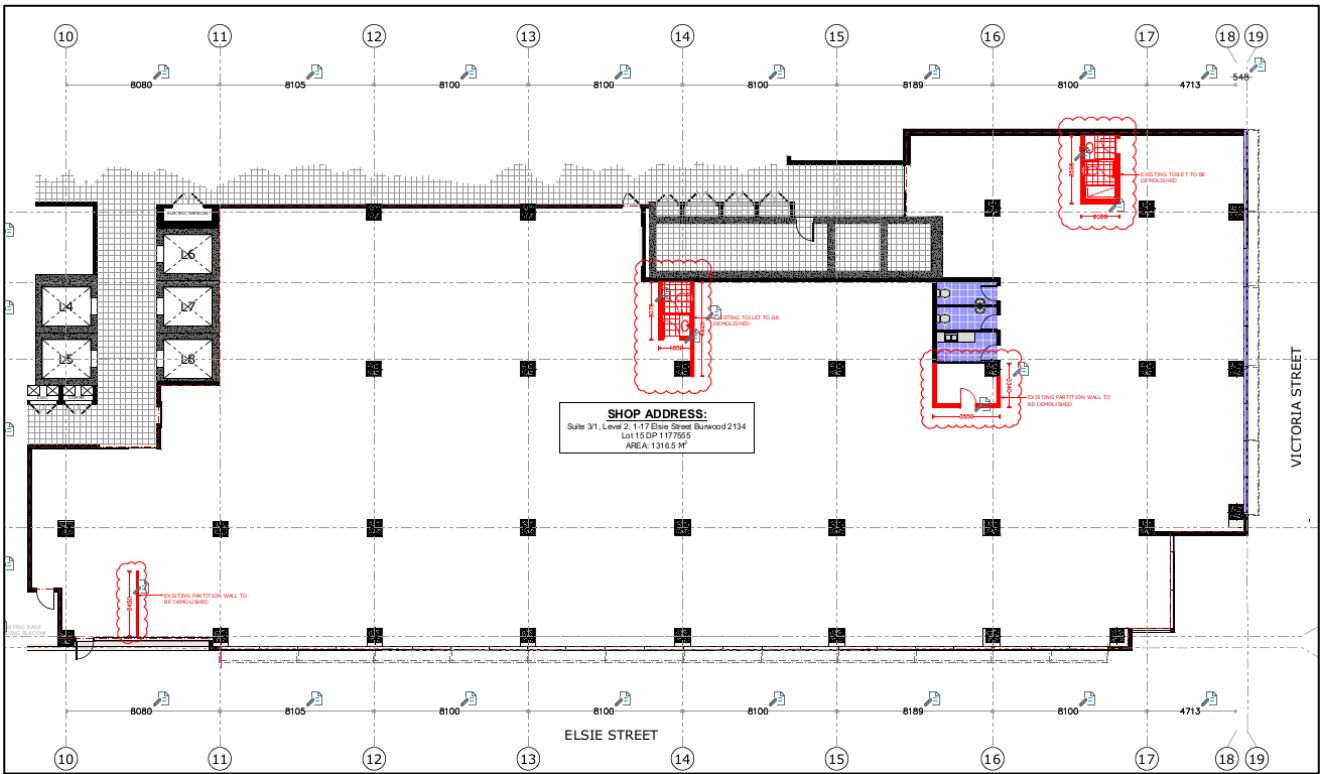 10 11 12 13 14 15 16 17 18 19
8080 8105 8100 8100 8100 8189 8100 4713 548
EXISTING TOILET TO BE
DEMOLISHED
L6
L4
L7
L5
L8
EXISTING TOILET TO BE
DEMOLISHED
EXISTING PARTITION WALL TO
BE DEMOLISHED
3550
SHOP ADDRESS:
Suite 3/1, Level 2, 1-17 Elsie Street Burwood 2134
Lot 15 DP 1177555
AREA: 1316.5 M²
VICTORIA STREET
3450
EXISTING PARTITION WALL TO
BE DEMOLISHED
8080 8105 8100 8100 8100 8189 8100 4713
ELSIE STREET
10 11 12 13 14 15 16 17 18 19